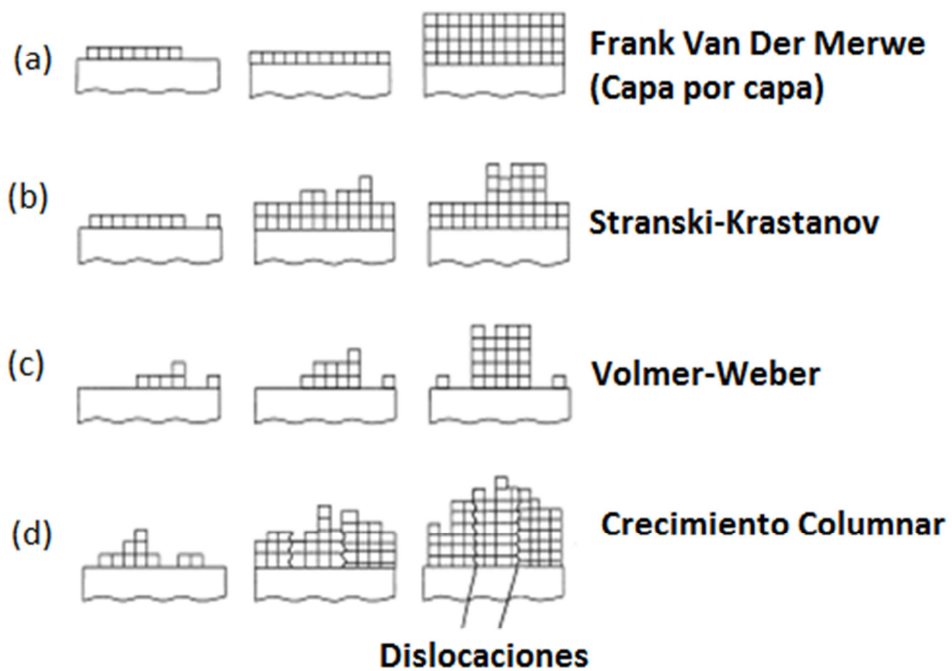 (a)
Frank Van Der Merwe
(Capa por capa)
(b)
Stranski-Krastanov
(c)
Volmer-Weber
(d)
Crecimiento Columnar
Dislocaciones